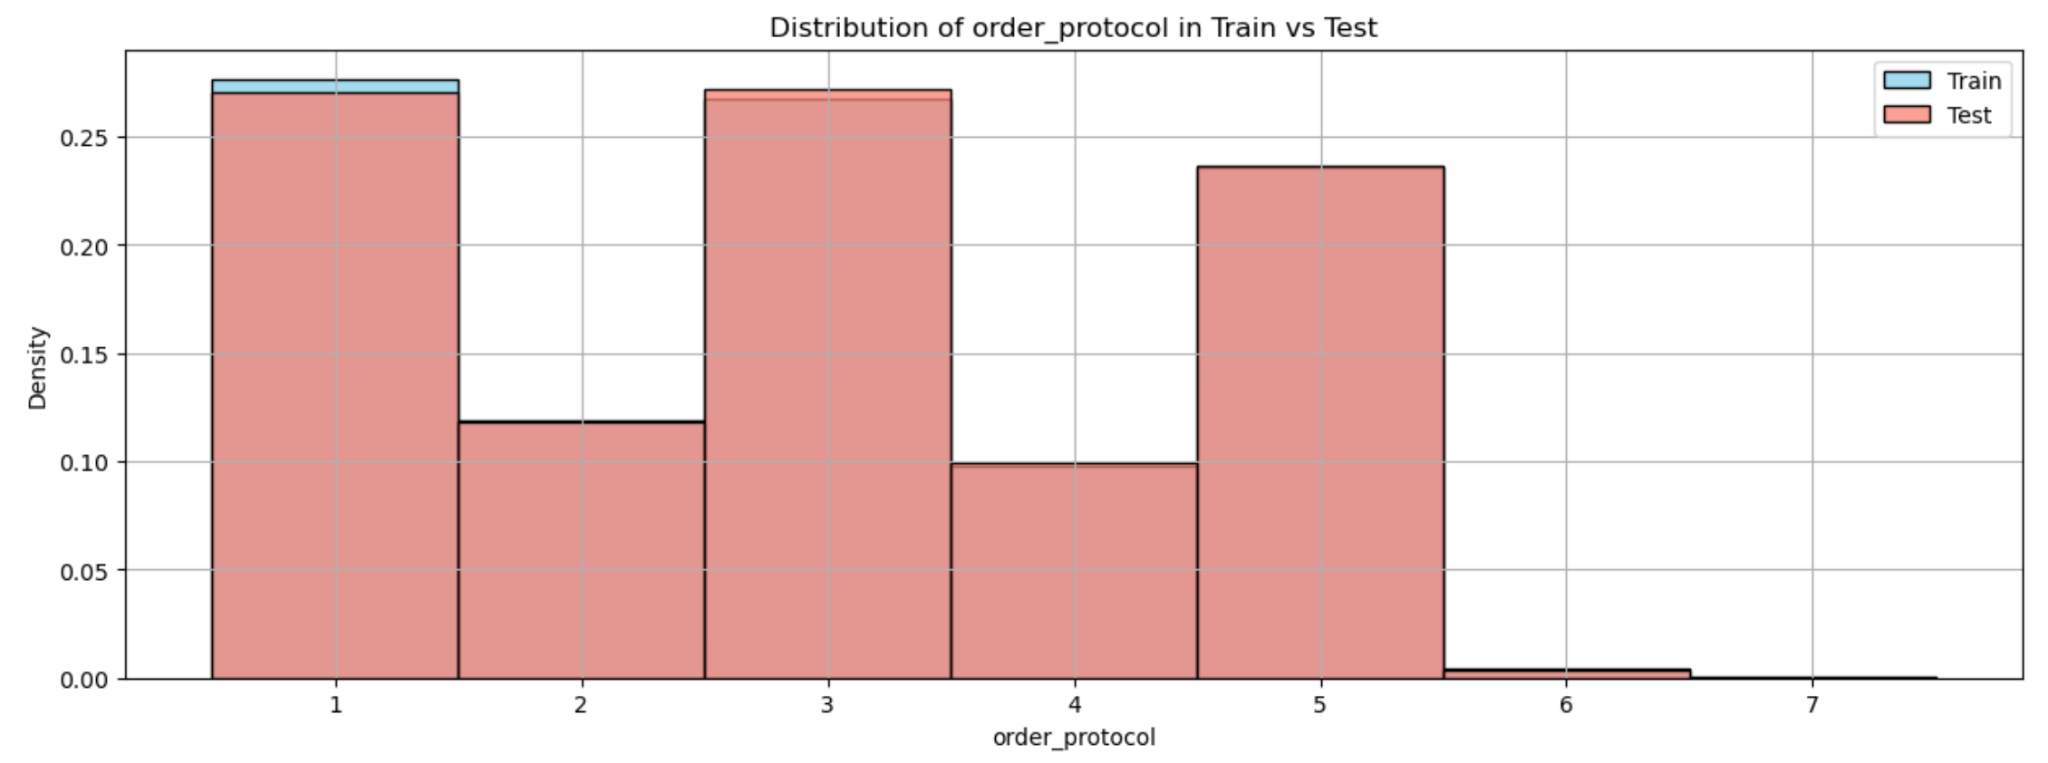 Distribution of order_protocol in Train vs Test
Train
Test
0.25
0.20
0.15
0.10
0.05
0.00
Density
1 2 3 4 5 6 7
order_protocol